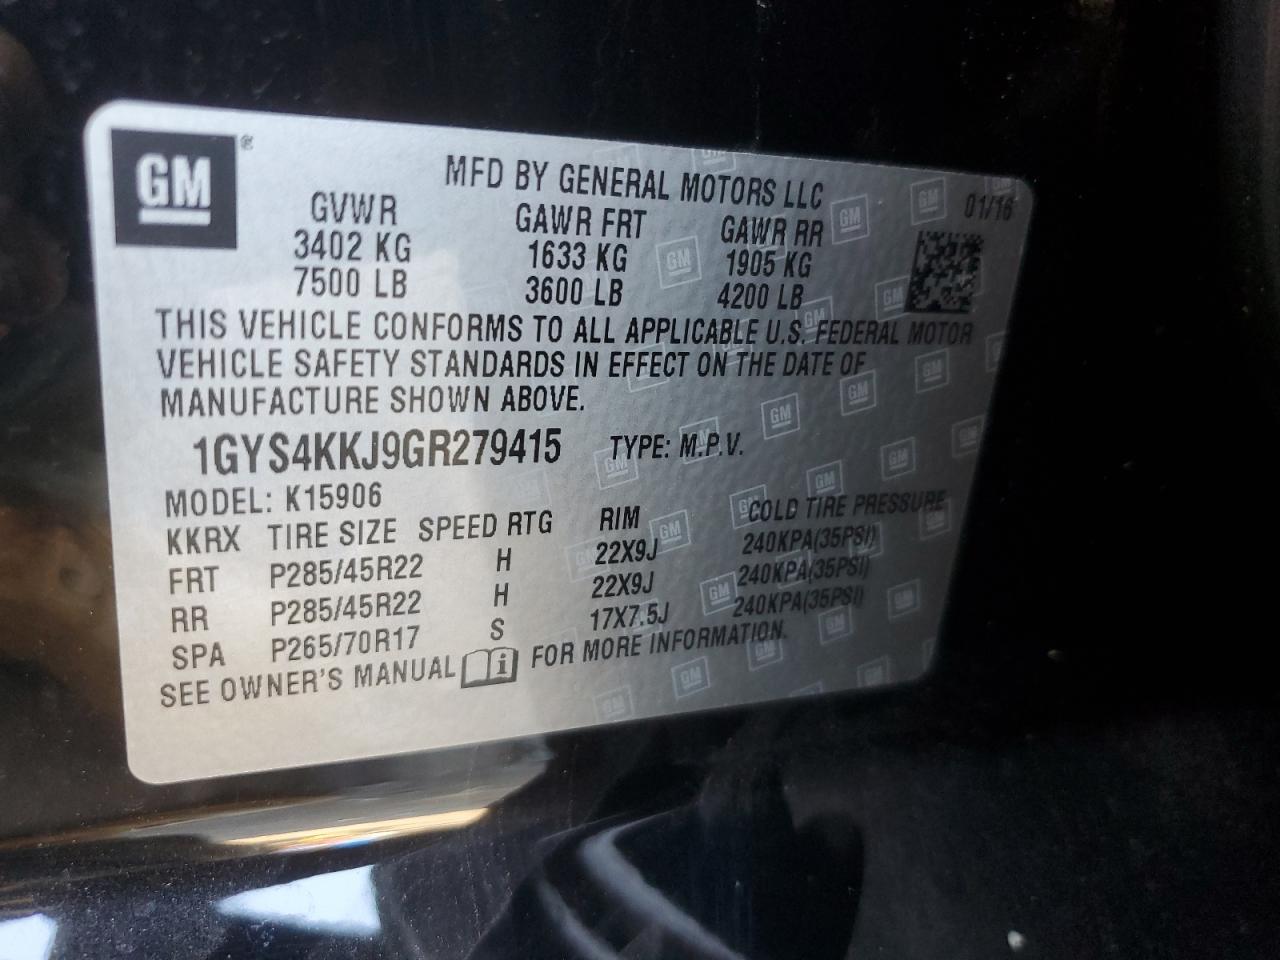 GM®
MFD BY GENERAL MOTORS LLC
01/16
GVWR GAWR FRT GAWR RR
3402 KG 1633 KG 1905 KG
7500 LB 3600 LB 4200 LB
THIS VEHICLE CONFORMS TO ALL APPLICABLE U.S. FEDERAL MOTOR
VEHICLE SAFETY STANDARDS IN EFFECT ON THE DATE OF
MANUFACTURE SHOWN ABOVE.
1GYS4KKJ9GR279415 TYPE: M.P.V.
MODEL: K15906
KKRX TIRE SIZE SPEED RTG RIM COLD TIRE PRESSURE
FRT P285/45R22 H 22X9J 240KPA(35PSI)
RR P285/45R22 H 22X9J 240KPA(35PSI)
SPA P265/70R17 S 17X7.5J 240KPA(35PSI)
SEE OWNER'S MANUAL FOR MORE INFORMATION.